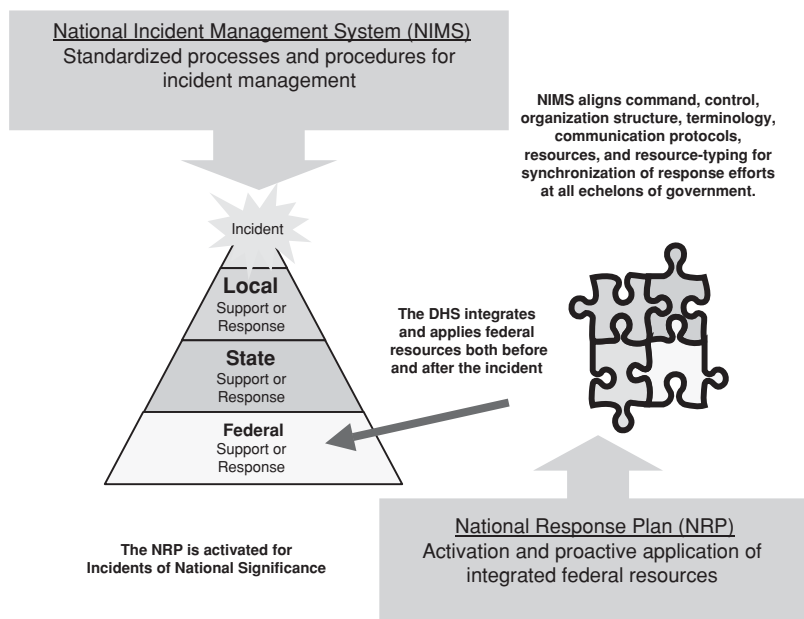 National Incident Management System (NIMS)
Standardized processes and procedures for
incident management
NIMS aligns command, control,
organization structure, terminology,
communication protocols,
resources, and resource-typing for
synchronization of response efforts
at all echelons of government.
Incident
Local
Support or
Response
State
Support or
Response
Federal
Support or
Response
The DHS integrates
and applies federal
resources both before
and after the incident
The NRP is activated for
Incidents of National Significance
National Response Plan (NRP)
Activation and proactive application of
integrated federal resources